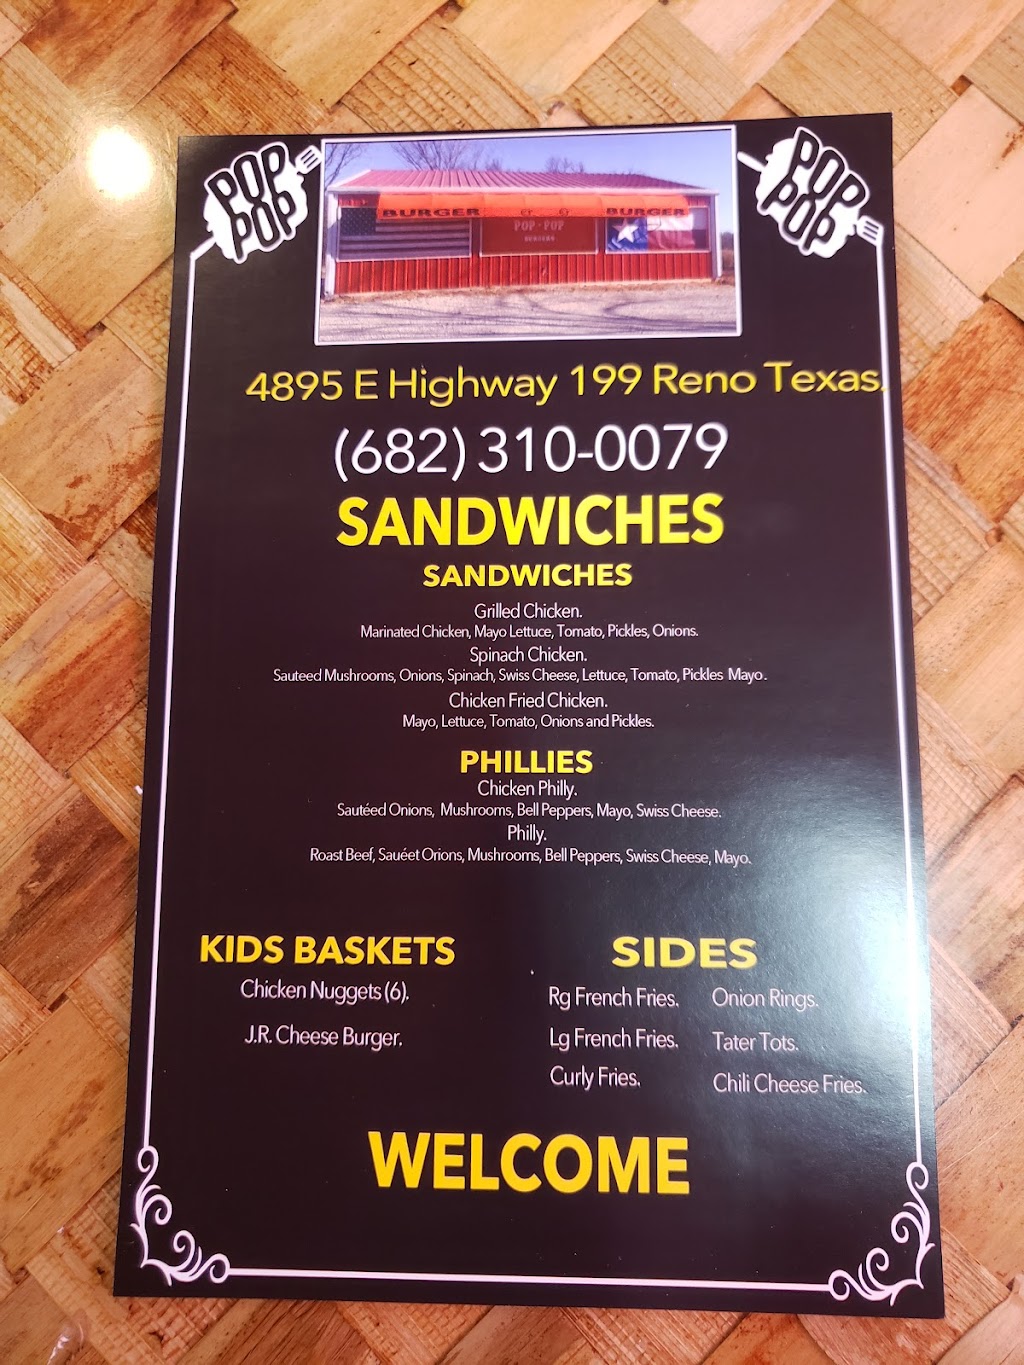 POP
POP
POP
POP
BURGER
BURGER
POP-POP
BURGERS
4895 E Highway 199 Reno Texas.
(682) 310-0079
SANDWICHES
SANDWICHES
Grilled Chicken.
Marinated Chicken, Mayo Lettuce, Tomato, Pickles, Onions.
Spinach Chicken.
Sauteed Mushrooms, Onions, Spinach, Swiss Cheese, Lettuce, Tomato, Pickles Mayo.
Chicken Fried Chicken.
Mayo, Lettuce, Tomato, Onions and Pickles.
PHILLIES
Chicken Philly.
Sautéed Onions, Mushrooms, Bell Peppers, Mayo, Swiss Cheese.
Philly.
Roast Beef, Sauéet Orions, Mushrooms, Bell Peppers, Swiss Cheese, Mayo.
KIDS BASKETS
Chicken Nuggets (6).
J.R. Cheese Burger.
SIDES
Rg French Fries. Onion Rings.
Lg French Fries. Tater Tots.
Curly Fries. Chili Cheese Fries.
WELCOME